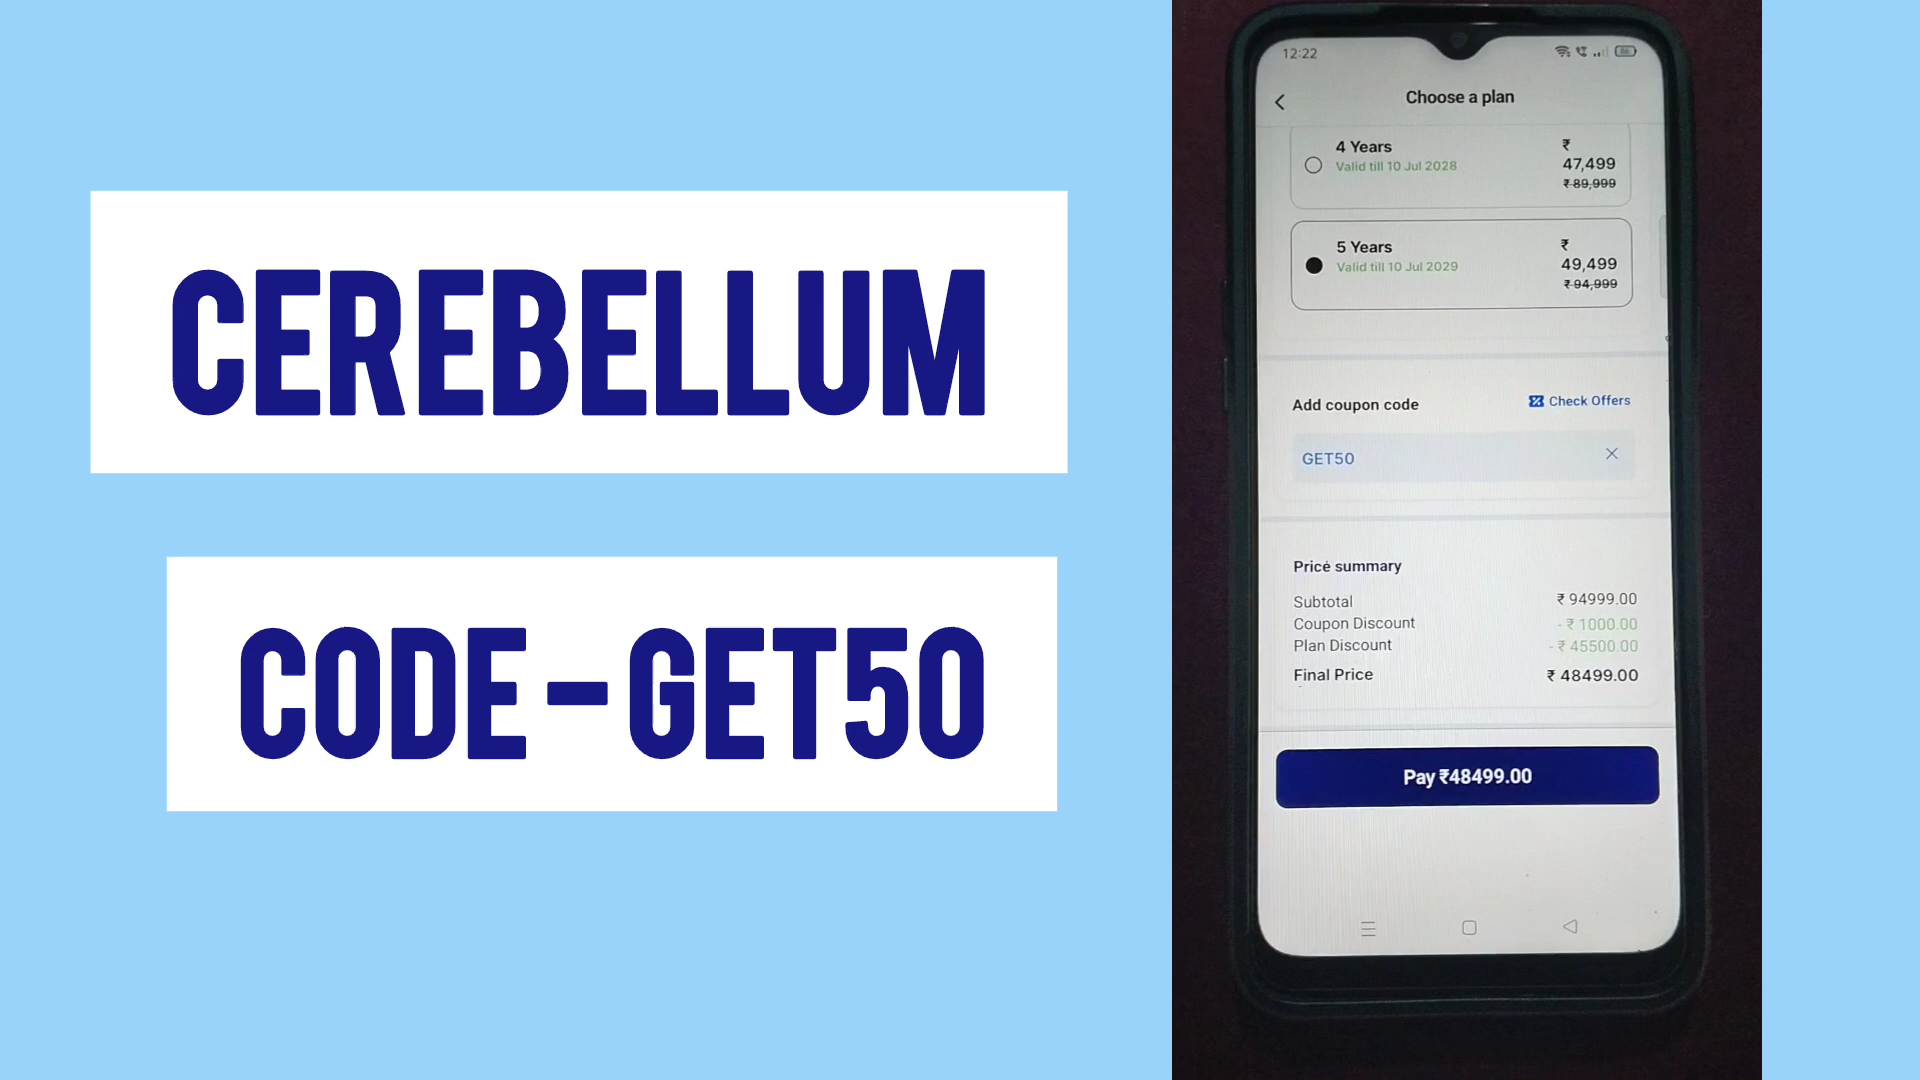 CEREBELLUM
CODE – GET50
12:22
Choose a plan
4 Years
Valid till 10 Jul 2028
₹
47,499
₹ 89,999
5 Years
Valid till 10 Jul 2029
₹
49,499
₹ 94,999
Add coupon code
Check Offers
GET50
Price summary
Subtotal ₹ 94999.00
Coupon Discount - ₹ 1000.00
Plan Discount - ₹ 45500.00
Final Price ₹ 48499.00
Pay ₹48499.00